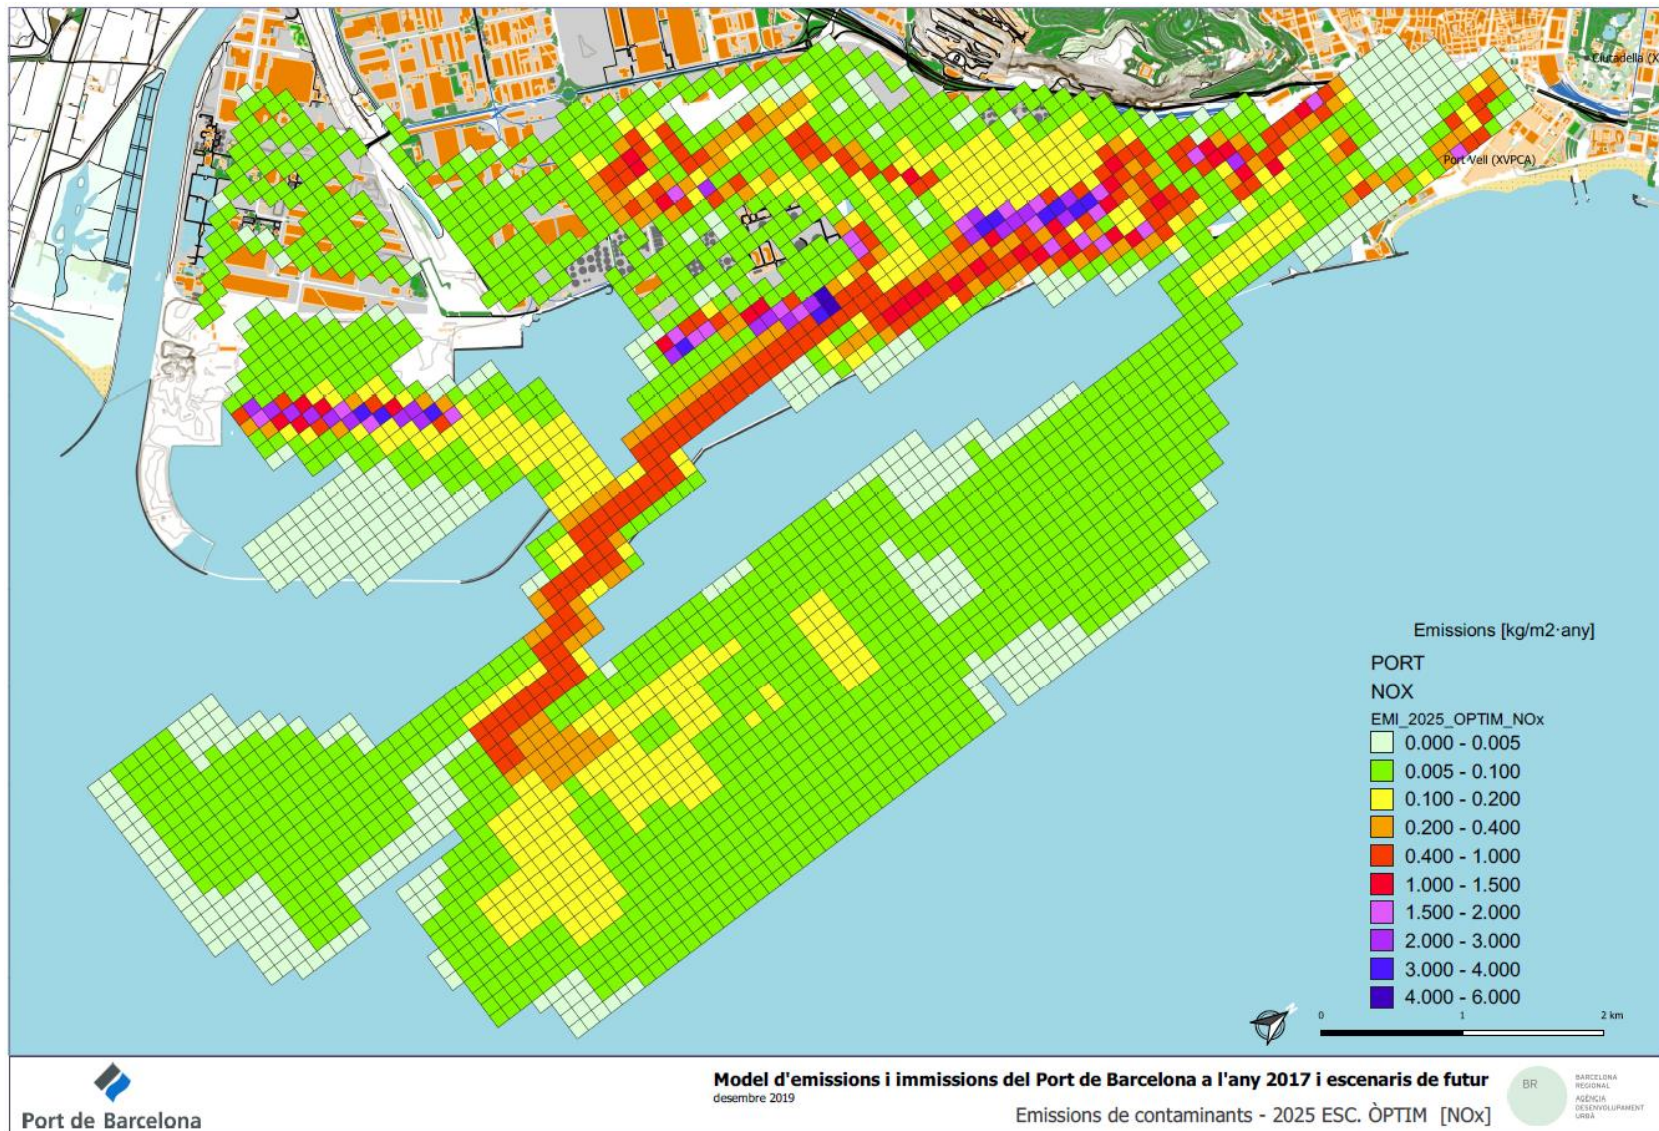 Ciutadella (X
Port Vell (XVPCA)
Emissions [kg/m2·any]
PORT
NOX
EMI_2025_OPTIM_NOx
0.000 - 0.005
0.005 - 0.100
0.100 - 0.200
0.200 - 0.400
0.400 - 1.000
1.000 - 1.500
1.500 - 2.000
2.000 - 3.000
3.000 - 4.000
4.000 - 6.000
0 1 2 km
Port de Barcelona
Model d'emissions i immissions del Port de Barcelona a l'any 2017 i escenaris de futur
desembre 2019
Emissions de contaminants - 2025 ESC. ÒPTIM [NOx]
BR
BARCELONA
REGIONAL
AGÈNCIA
DESENVOLUPAMENT
URBÀ